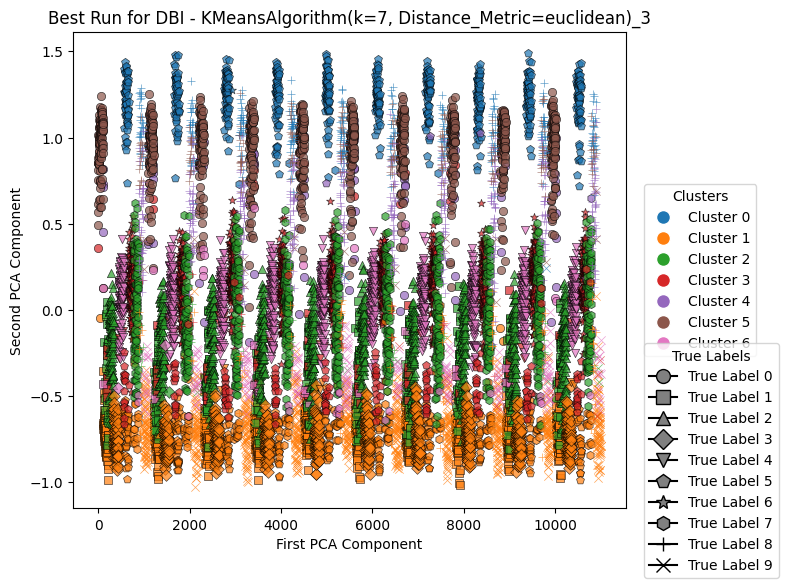 Best Run for DBI - KMeansAlgorithm(k=7, Distance_Metric=euclidean)_3
Second PCA Component
1.5
1.0
0.5
0.0
−0.5
−1.0
0
2000
4000
6000
8000
10000
First PCA Component
Clusters
Cluster 0
Cluster 1
Cluster 2
Cluster 3
Cluster 4
Cluster 5
Cluster 6
True Labels
True Label 0
True Label 1
True Label 2
True Label 3
True Label 4
True Label 5
True Label 6
True Label 7
True Label 8
True Label 9